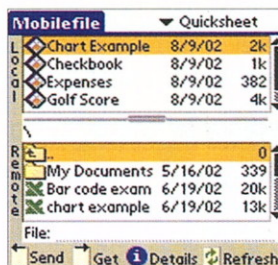 Mobilefile Quicksheet
Local
Chart Example 8/9/02 2k
Checkbook 8/9/02 1k
Expenses 8/9/02 382
Golf Score 8/9/02 4k
\
Remote
.. 0
My Documents 5/16/02 339
Bar code exam 6/19/02 20k
chart example 6/19/02 13k
File:
Send Get Details Refresh